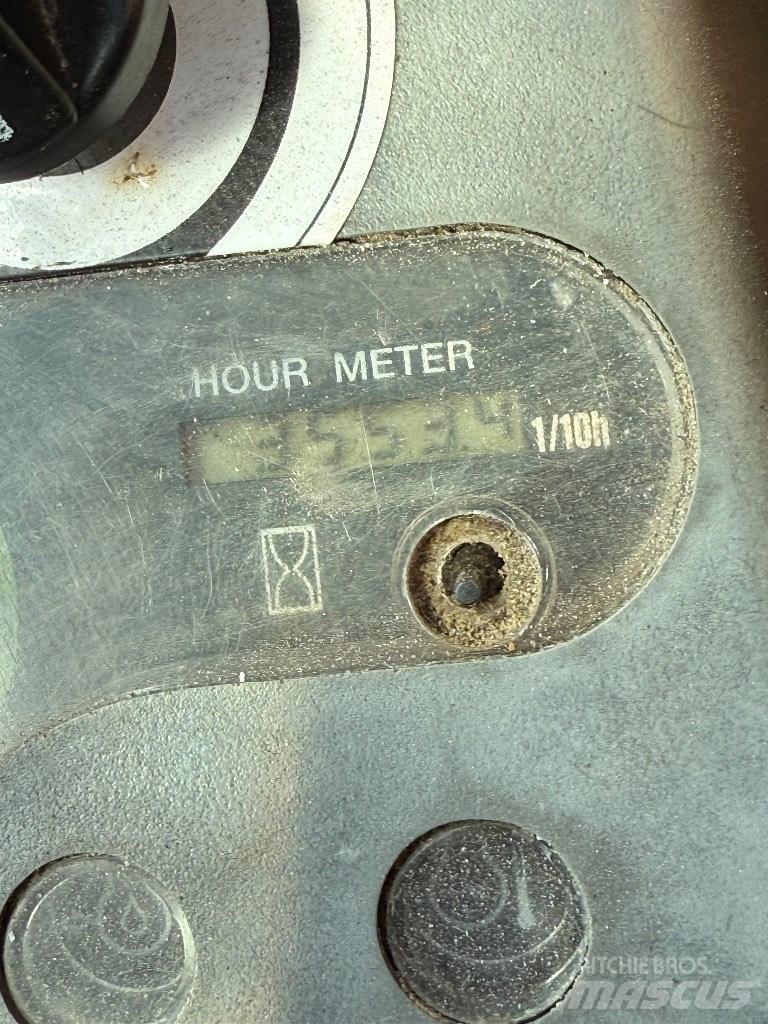 HOUR METER
1/10h
RITCHIE BROS.
MASCUS